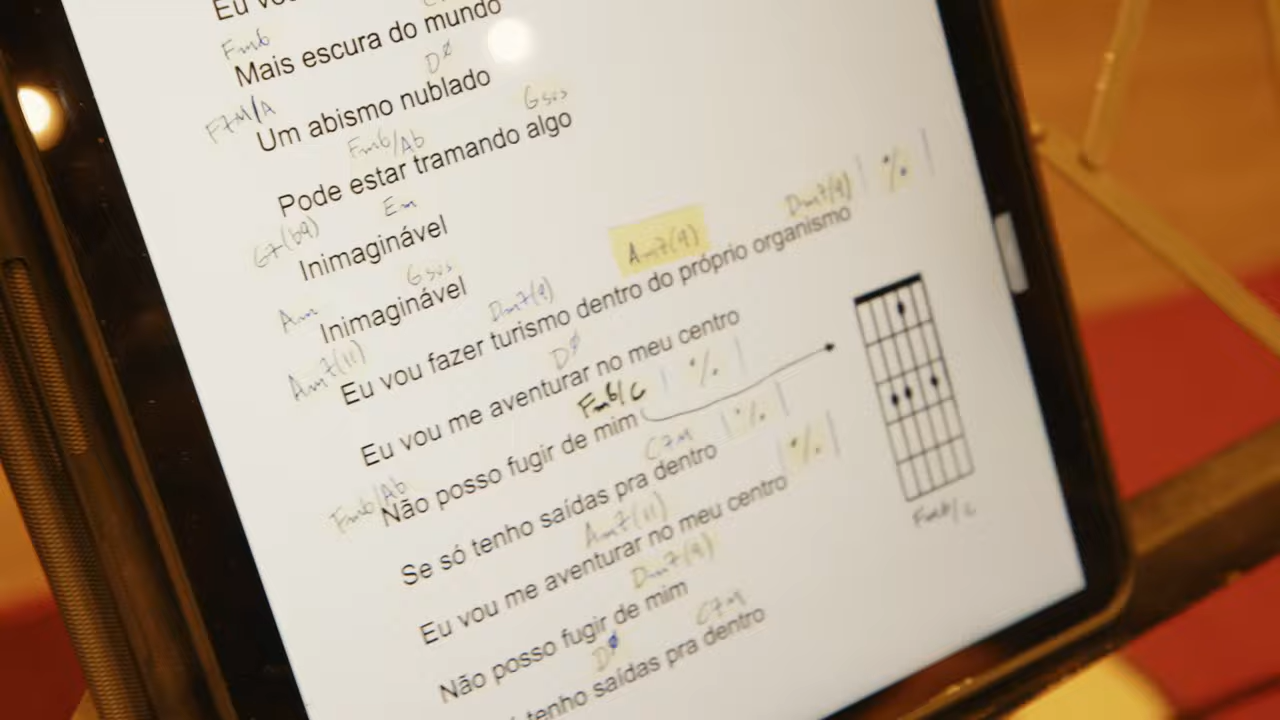 Eu
Fm6
Mais escura do mundo
DØ
F7M/A
Um abismo nublado
Fm6/Ab Gsus
Pode estar tramando algo
G7(b9) Em
Inimaginável
Am Gsus
Inimaginável
Am7(11) Dm7(9) Am7(9) Dm7(9) | % |
Eu vou fazer turismo dentro do próprio organismo
DØ
Eu vou me aventurar no meu centro
Fm6/Ab Fm6/C | % |
Não posso fugir de mim
C7M | % |
Se só tenho saídas pra dentro
Am7(11) | % |
Eu vou me aventurar no meu centro
Dm7(9)
Não posso fugir de mim
DØ C7M
tenho saídas pra dentro
Fm6/C